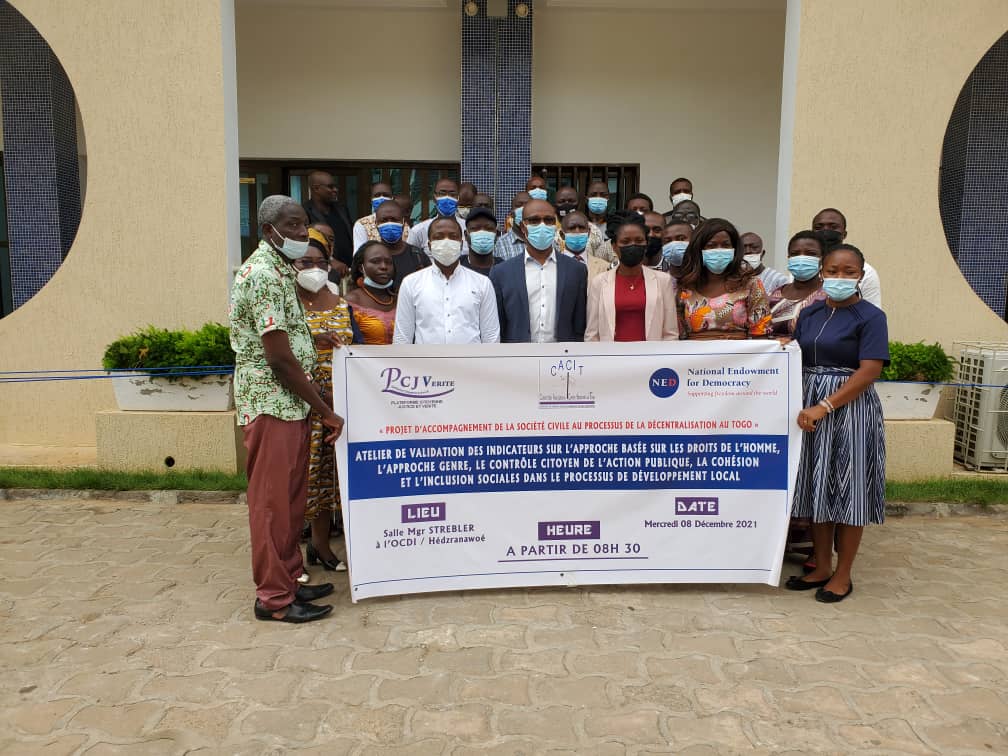 PCJ VERITE
PLATEFORME CITOYENNE
JUSTICE ET VERITE
CACIT
NED
National Endowment
for Democracy
Supporting freedom around the world
« PROJET D'ACCOMPAGNEMENT DE LA SOCIÉTÉ CIVILE AU PROCESSUS DE LA DÉCENTRALISATION AU TOGO »
ATELIER DE VALIDATION DES INDICATEURS SUR L'APPROCHE BASÉE SUR LES DROITS DE L'HOMME,
L'APPROCHE GENRE, LE CONTRÔLE CITOYEN DE L'ACTION PUBLIQUE, LA COHÉSION
ET L'INCLUSION SOCIALES DANS LE PROCESSUS DE DÉVELOPPEMENT LOCAL
LIEU
Salle Mgr STREBLER
à l'OCDI / Hédzranawoé
HEURE
A PARTIR DE 08H 30
DATE
Mercredi 08 Décembre 2021